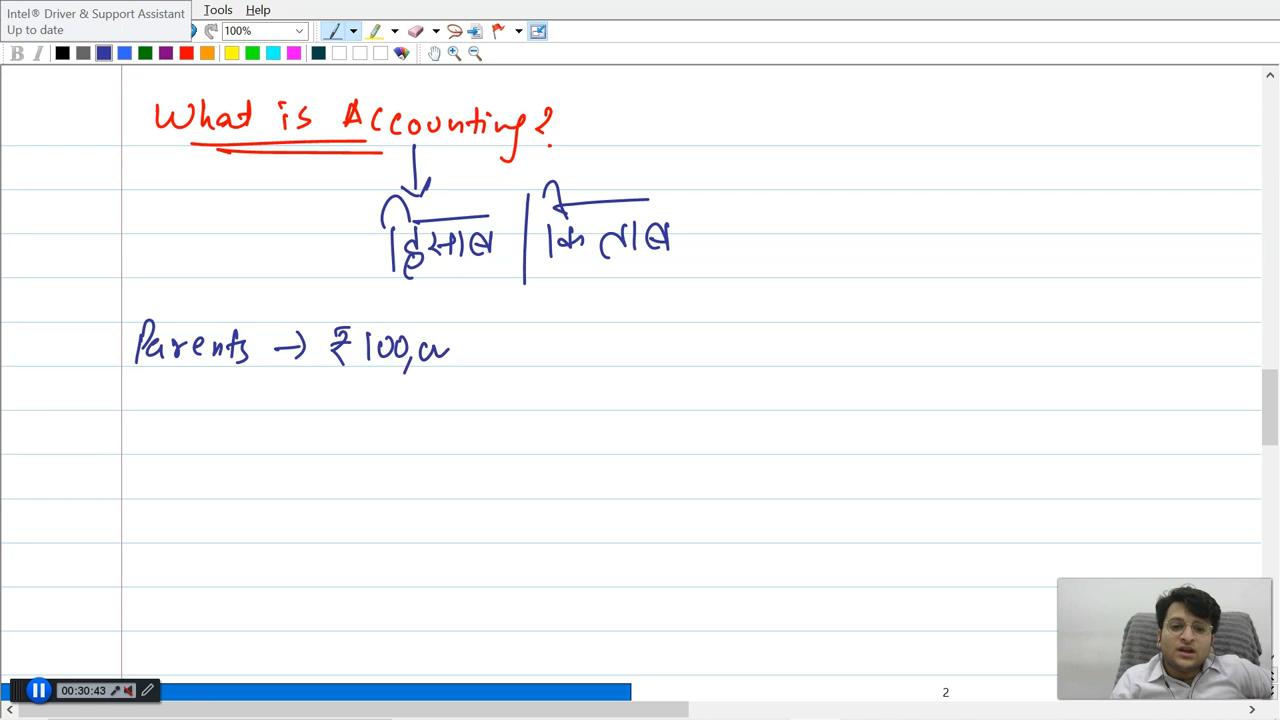 Intel® Driver & Support Assistant
Up to date
Tools Help
100%
B I
What is Accounting?
हिसाब | किताब
Parents → ₹ 100,00
00:30:43
2